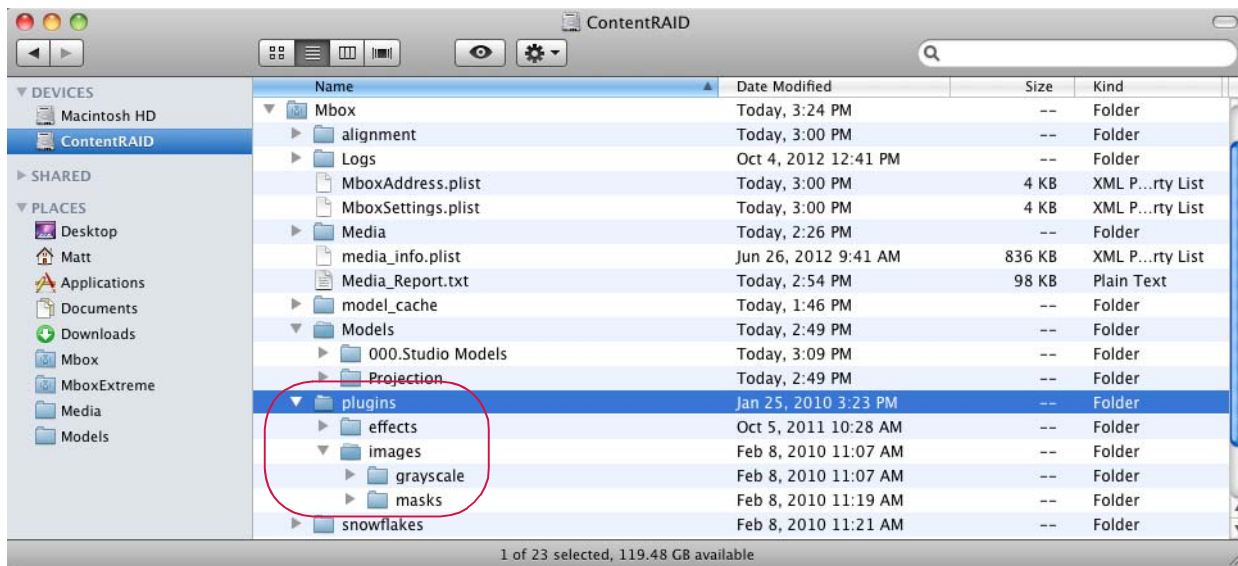 ContentRAID
DEVICES
Macintosh HD
ContentRAID
SHARED
PLACES
Desktop
Matt
Applications
Documents
Downloads
Mbox
MboxExtreme
Media
Models
Name Date Modified Size Kind
Mbox Today, 3:24 PM -- Folder
alignment Today, 3:00 PM -- Folder
Logs Oct 4, 2012 12:41 PM -- Folder
MboxAddress.plist Today, 3:00 PM 4 KB XML P...rty List
MboxSettings.plist Today, 3:00 PM 4 KB XML P...rty List
Media Today, 2:26 PM -- Folder
media_info.plist Jun 26, 2012 9:41 AM 836 KB XML P...rty List
Media_Report.txt Today, 2:54 PM 98 KB Plain Text
model_cache Today, 1:46 PM -- Folder
Models Today, 2:49 PM -- Folder
000.Studio Models Today, 3:09 PM -- Folder
Projection Today, 2:49 PM -- Folder
plugins Jan 25, 2010 3:23 PM -- Folder
effects Oct 5, 2011 10:28 AM -- Folder
images Feb 8, 2010 11:07 AM -- Folder
grayscale Feb 8, 2010 11:07 AM -- Folder
masks Feb 8, 2010 11:19 AM -- Folder
snowflakes Feb 8, 2010 11:21 AM -- Folder
1 of 23 selected, 119.48 GB available